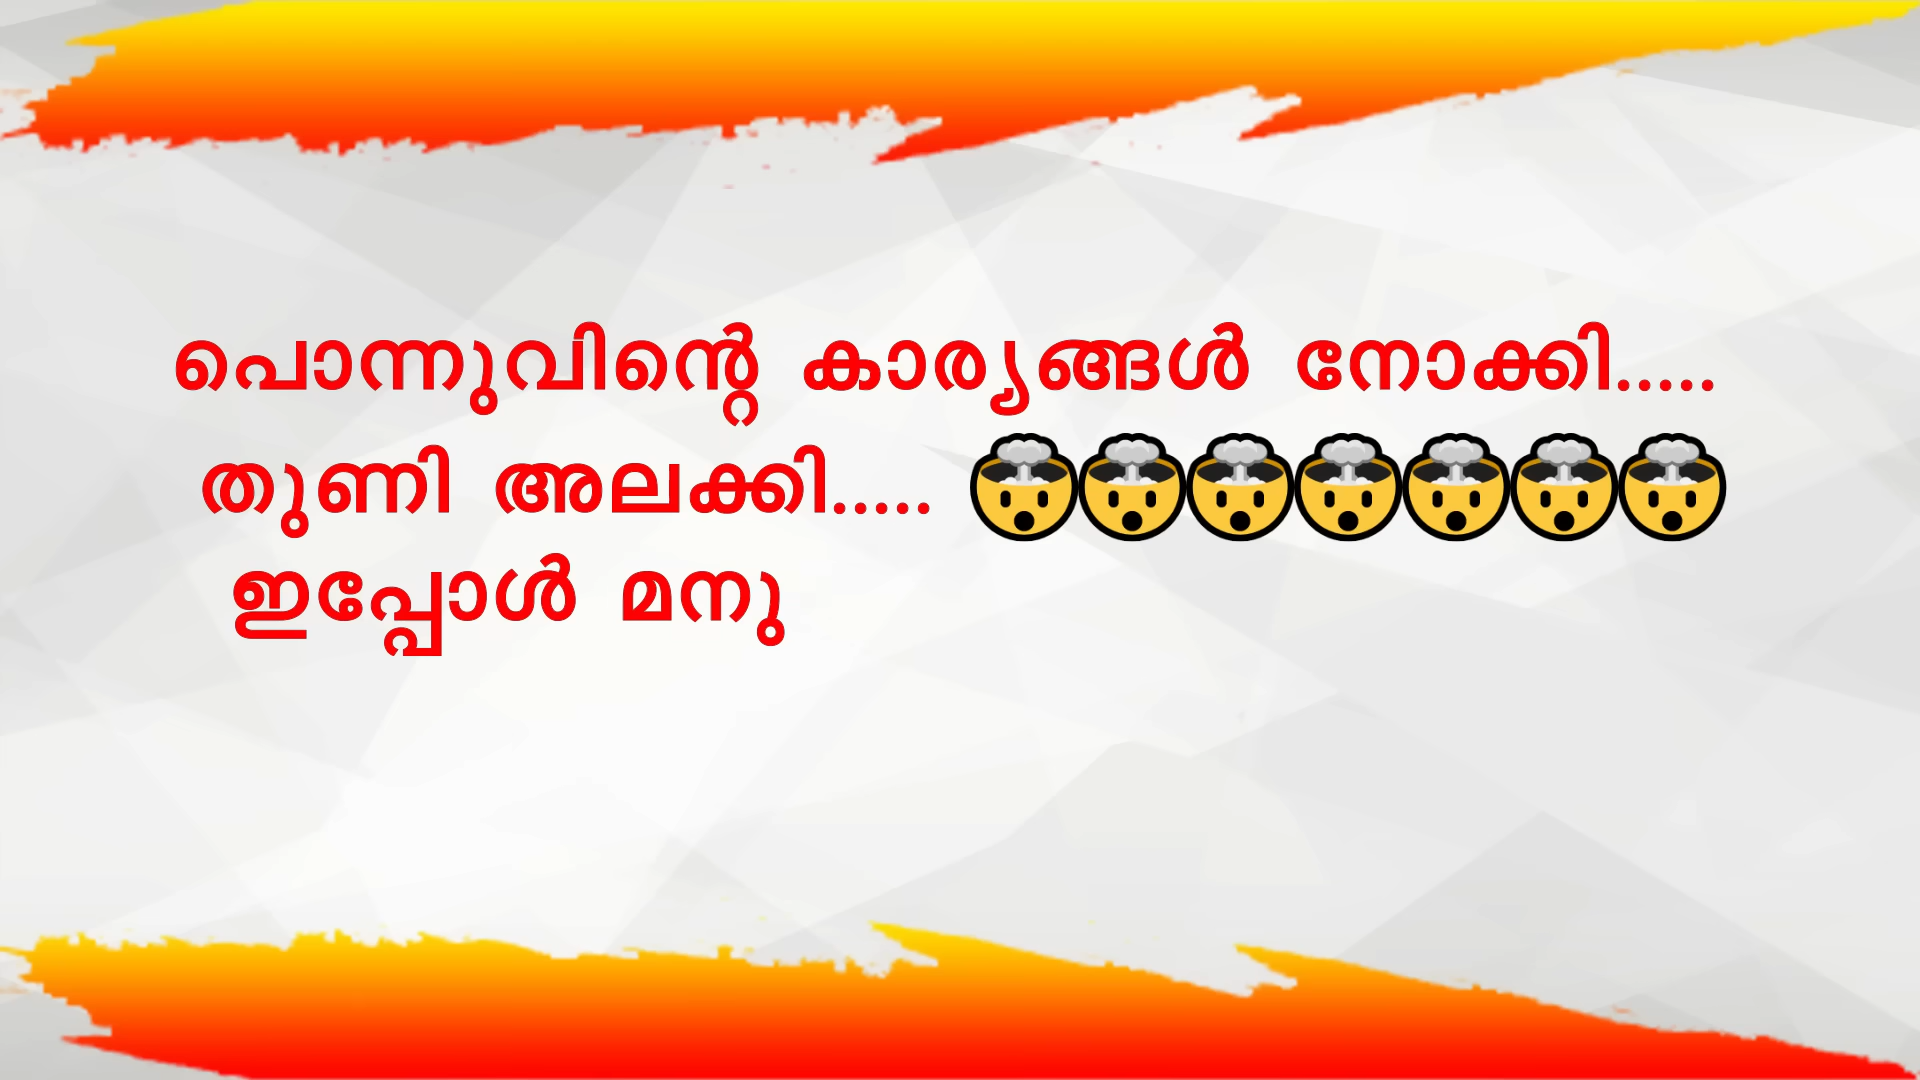 പൊന്നുവിന്റെ കാര്യങ്ങൾ നോക്കി.....
തുണി അലക്കി..... 🤯🤯🤯🤯🤯🤯🤯
ഇപ്പോൾ മനു